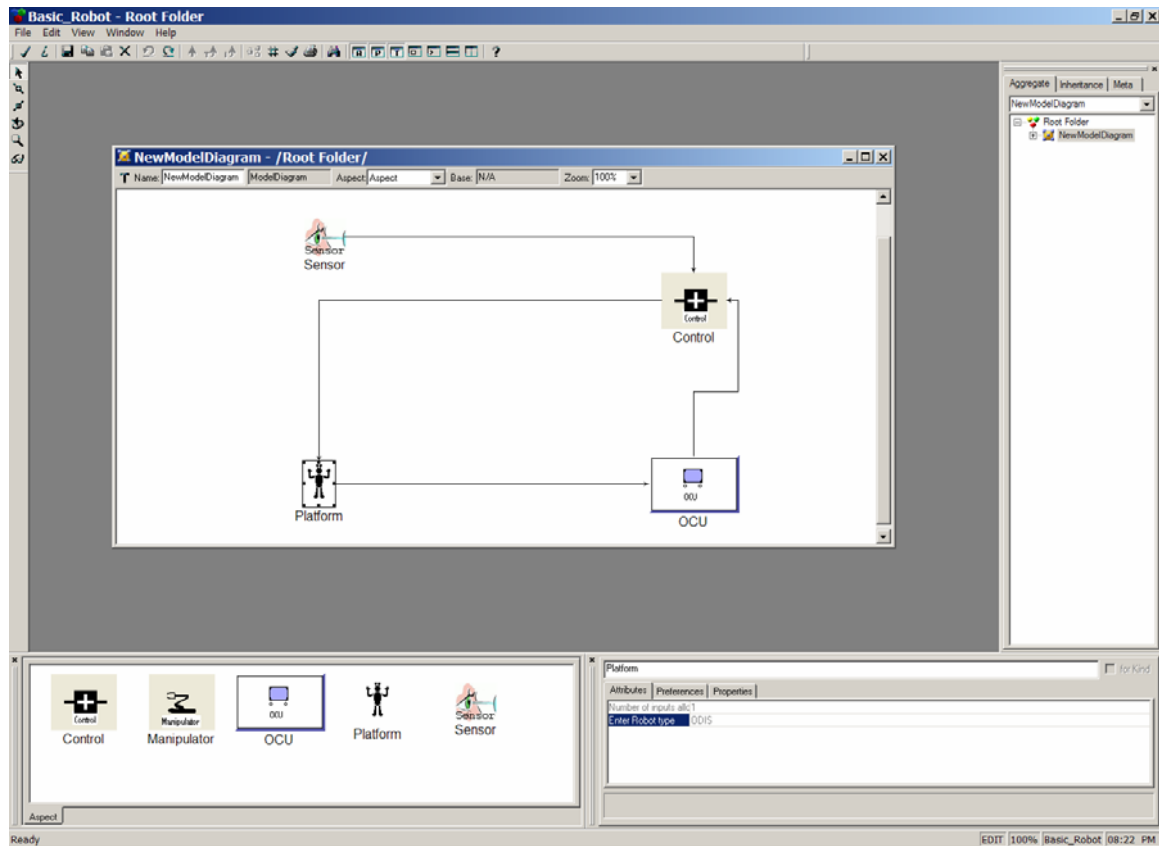 Basic_Robot - Root Folder
File Edit View Window Help
Aggregate Inheritance Meta
NewModelDiagram
Root Folder
NewModelDiagram
NewModelDiagram - /Root Folder/
Name: NewModelDiagram ModelDiagram Aspect: Aspect Base: N/A Zoom: 100%
Sensor
Sensor
Control
Control
Platform
OCU
OCU
Control
Control
Manipulator
Manipulator
OCU
OCU
Platform
Sensor
Sensor
Aspect
Platform
for Kind
Attributes Preferences Properties
Number of inputs allc 1
Enter Robot type ODIS
Ready
EDIT 100% Basic_Robot 08:22 PM